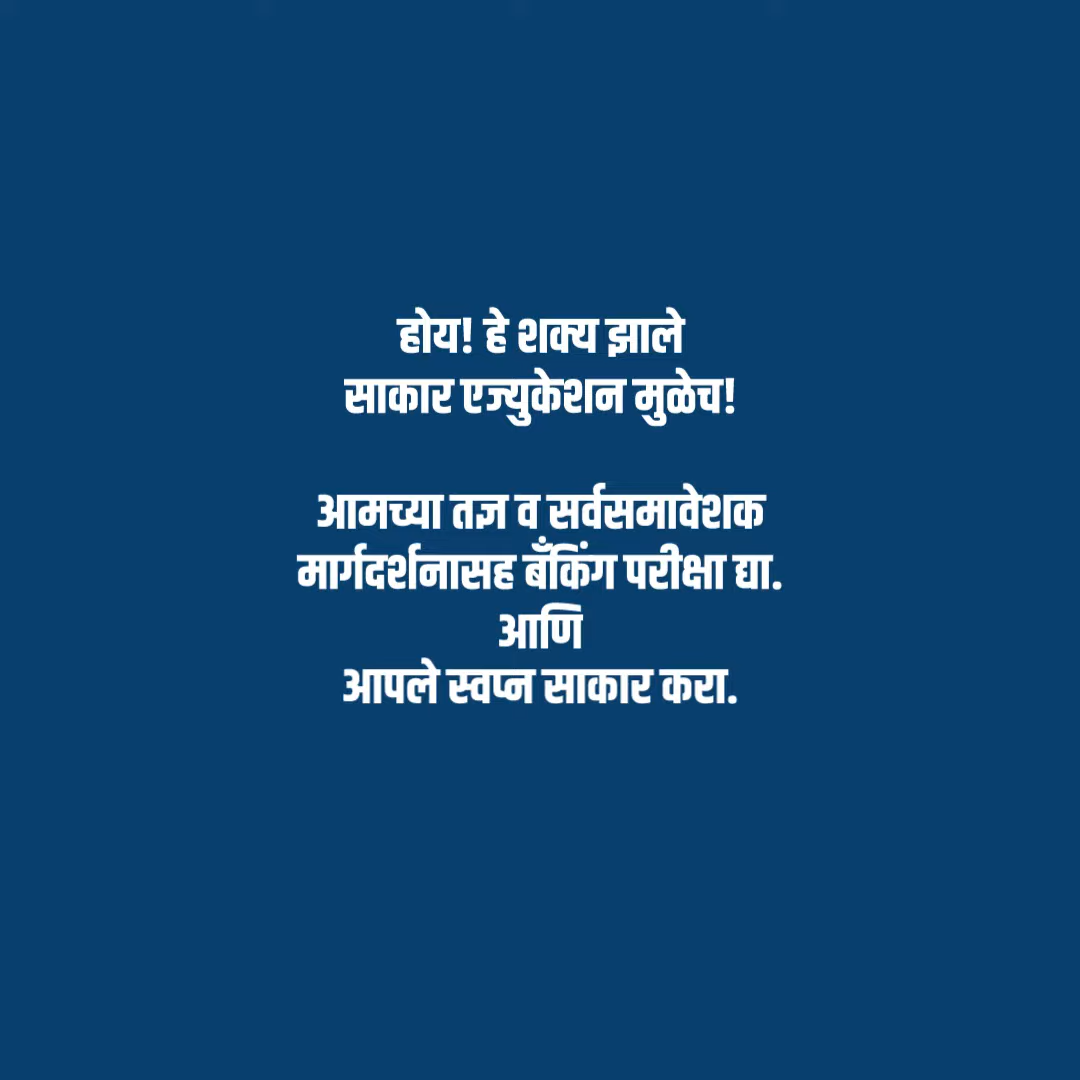 होय! हे शक्य झाले
साकार एज्युकेशन मुळेच!
आमच्या तज्ञ व सर्वसमावेशक
मार्गदर्शनासह बँकिंग परीक्षा द्या.
आणि
आपले स्वप्न साकार करा.